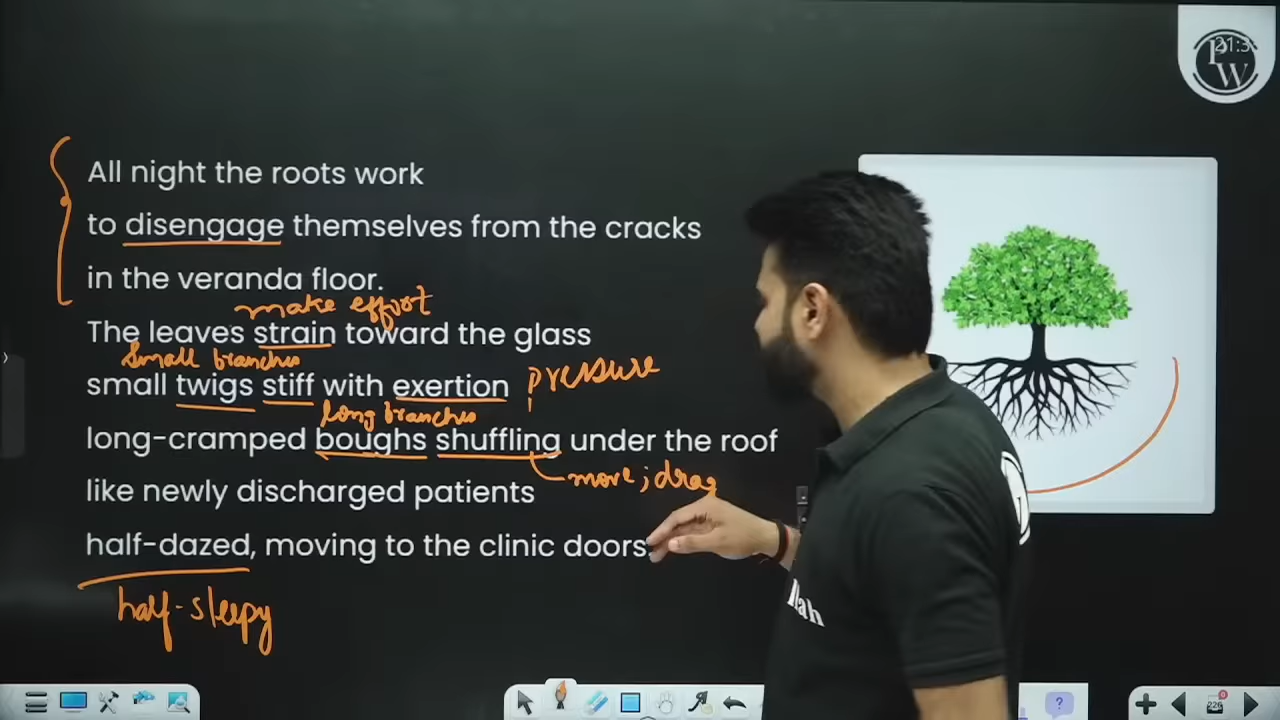 All night the roots work
to disengage themselves from the cracks
in the veranda floor.
make effort
The leaves strain toward the glass
Small branches
small twigs stiff with exertion
pressure
long branches
long-cramped boughs shuffling under the roof
move; drag
like newly discharged patients
half-dazed, moving to the clinic doors.
half-sleepy
PW
226